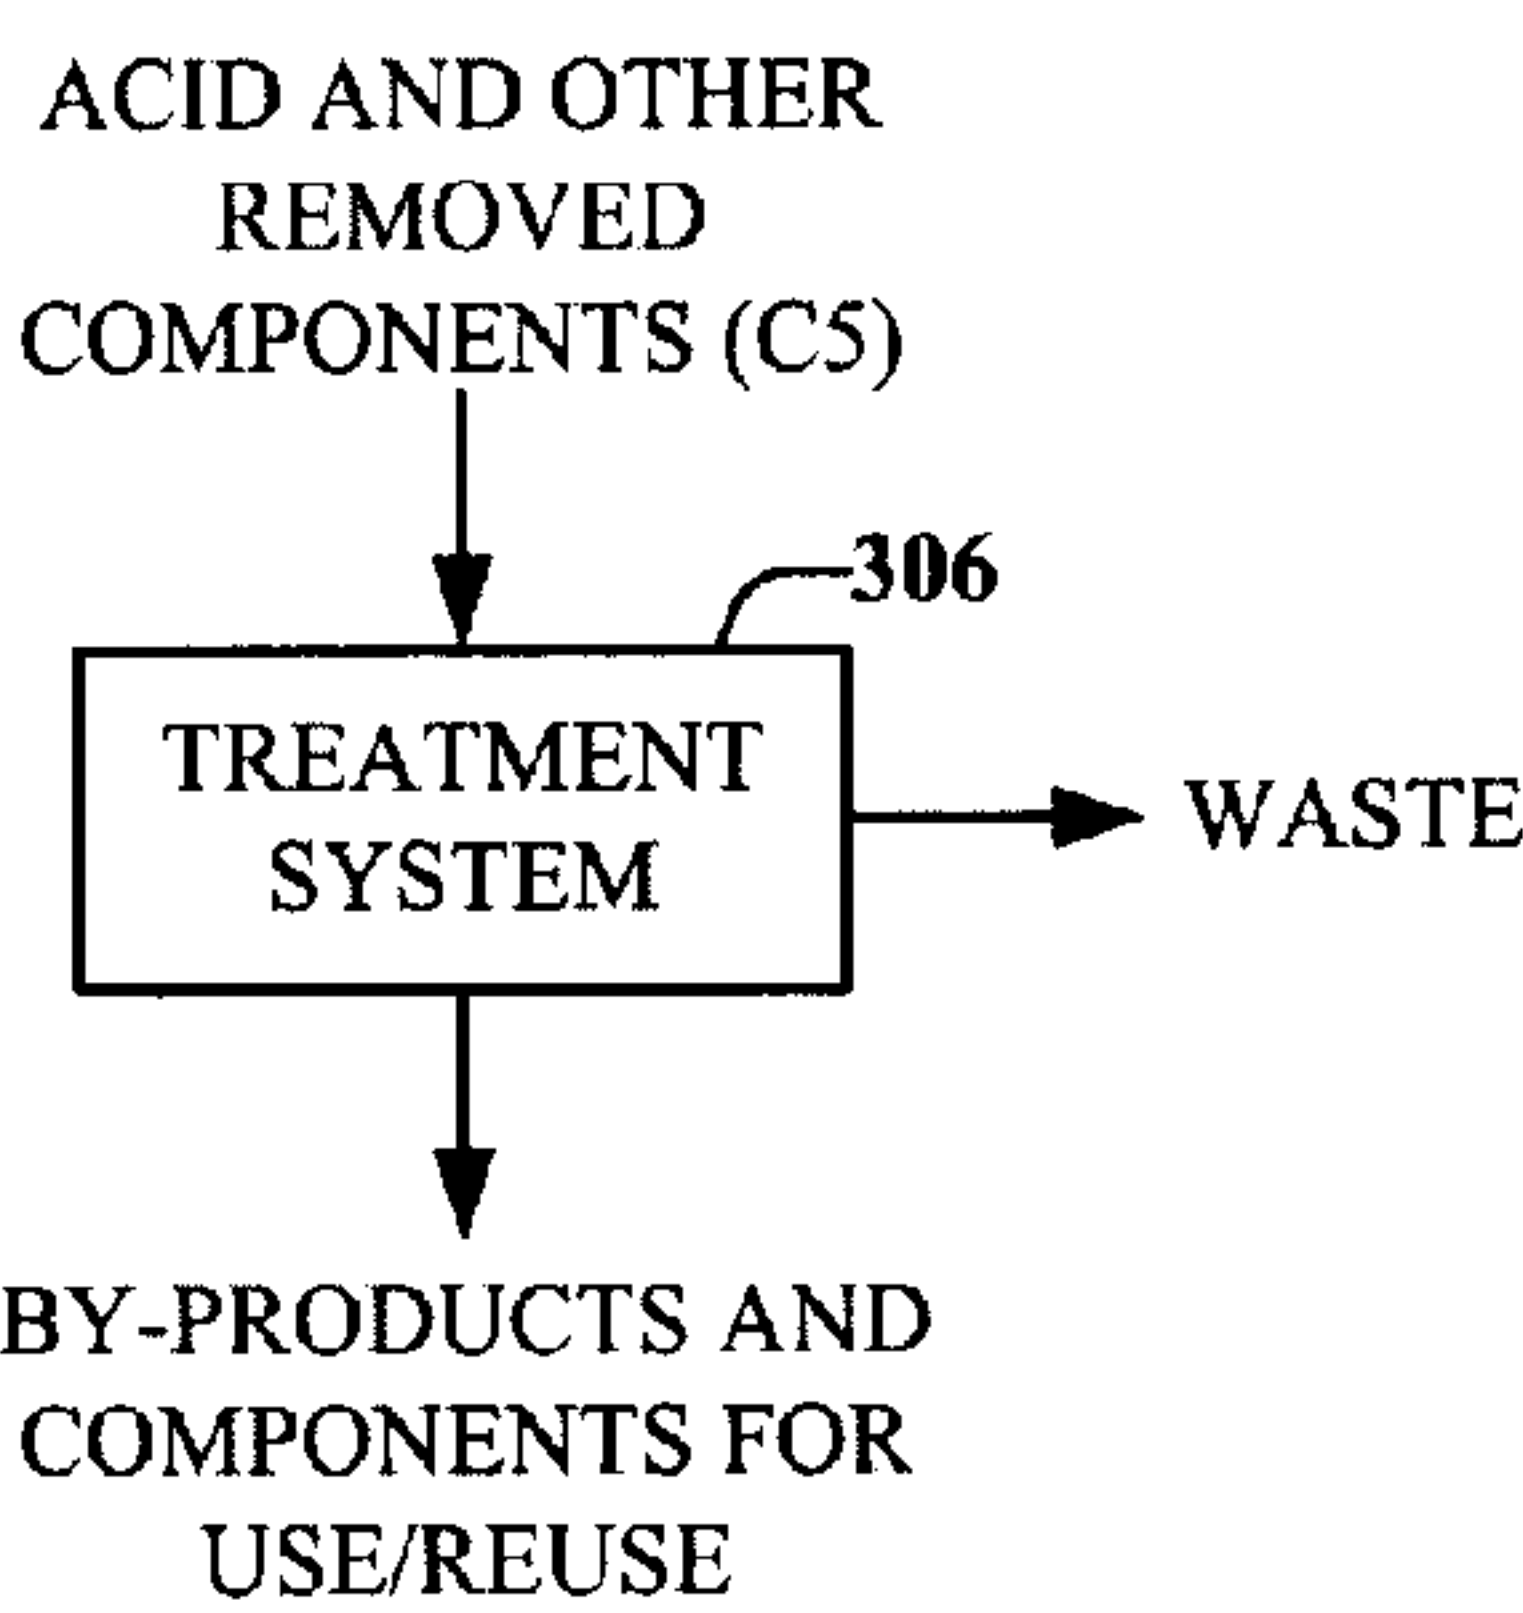 ACID AND OTHER
REMOVED
COMPONENTS (C5)
306
TREATMENT
SYSTEM
WASTE
BY-PRODUCTS AND
COMPONENTS FOR
USE/REUSE